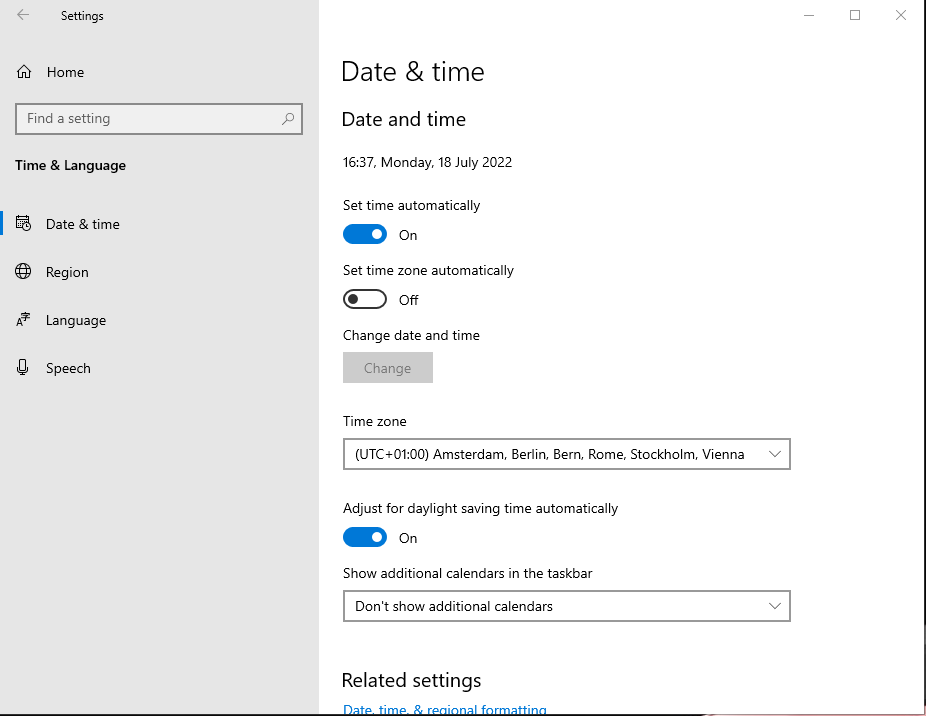 Settings
Home
Find a setting
Time & Language
Date & time
Region
Language
Speech
Date & time
Date and time
16:37, Monday, 18 July 2022
Set time automatically
On
Set time zone automatically
Off
Change date and time
Change
Time zone
(UTC+01:00) Amsterdam, Berlin, Bern, Rome, Stockholm, Vienna
Adjust for daylight saving time automatically
On
Show additional calendars in the taskbar
Don't show additional calendars
Related settings
Date, time, & regional formatting